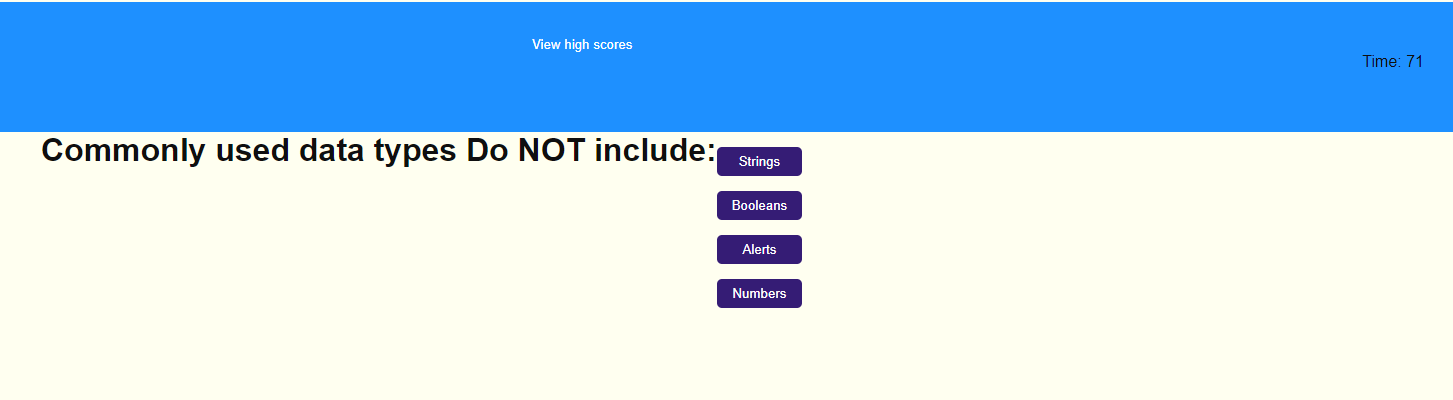 View high scores
Time: 71
Commonly used data types Do NOT include:
Strings
Booleans
Alerts
Numbers